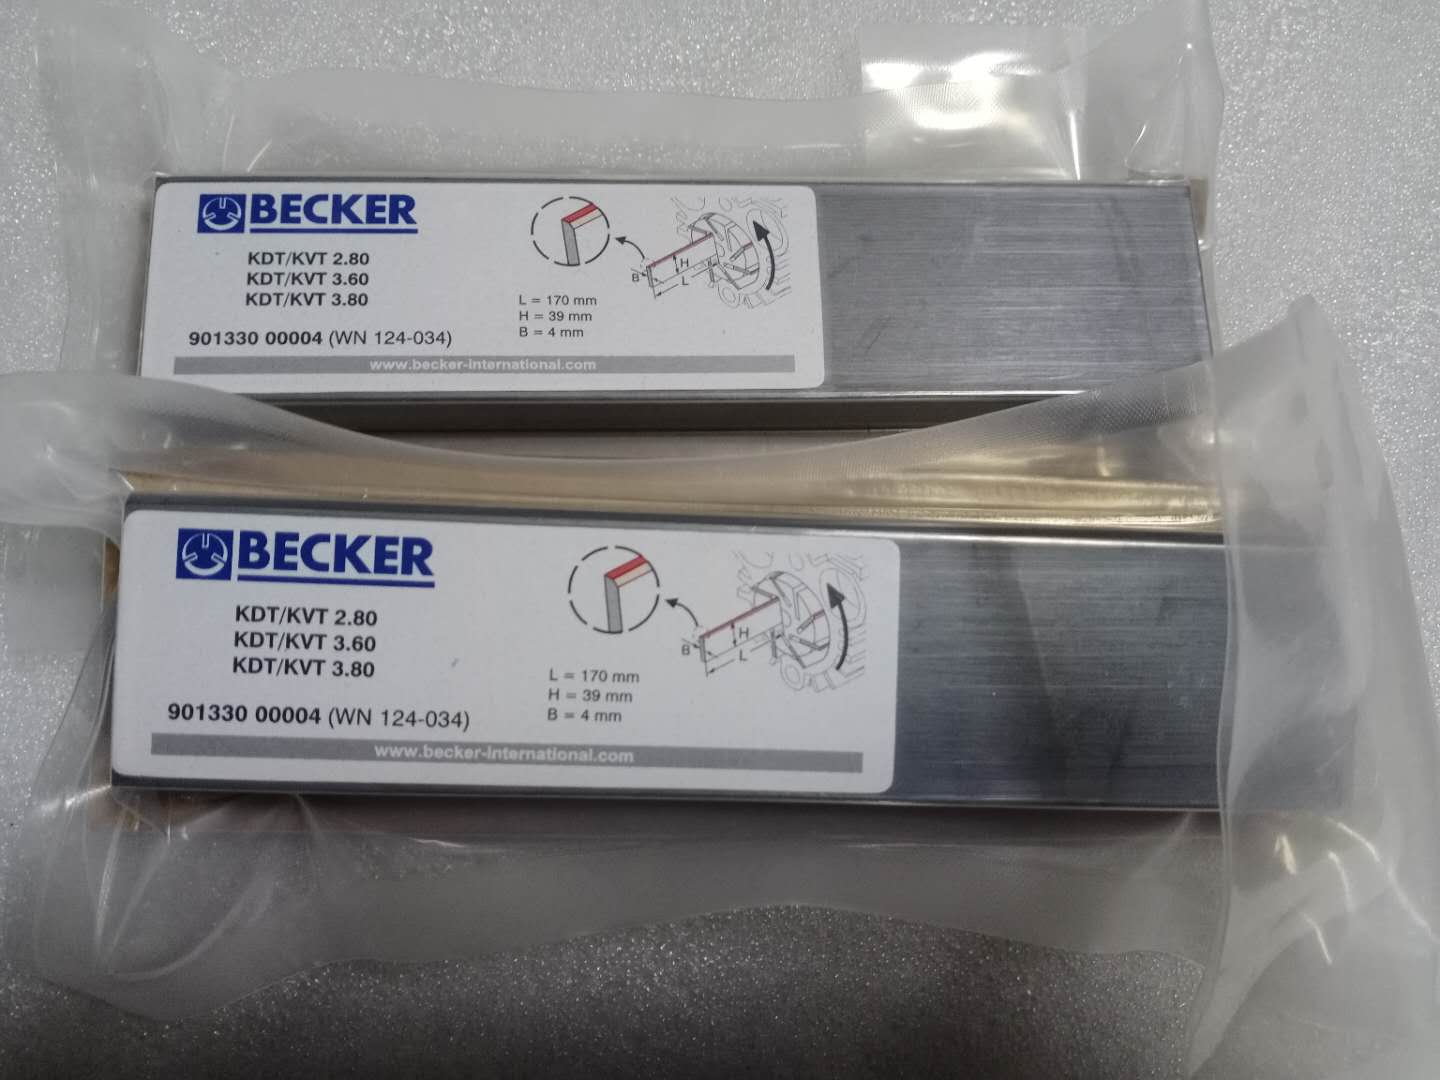 BECKER
KDT/KVT 2.80
KDT/KVT 3.60
KDT/KVT 3.80
901330 00004 (WN 124-034)
B
H
L
L = 170 mm
H = 39 mm
B = 4 mm
www.becker-international.com
BECKER
KDT/KVT 2.80
KDT/KVT 3.60
KDT/KVT 3.80
901330 00004 (WN 124-034)
B
H
L
L = 170 mm
H = 39 mm
B = 4 mm
www.becker-international.com